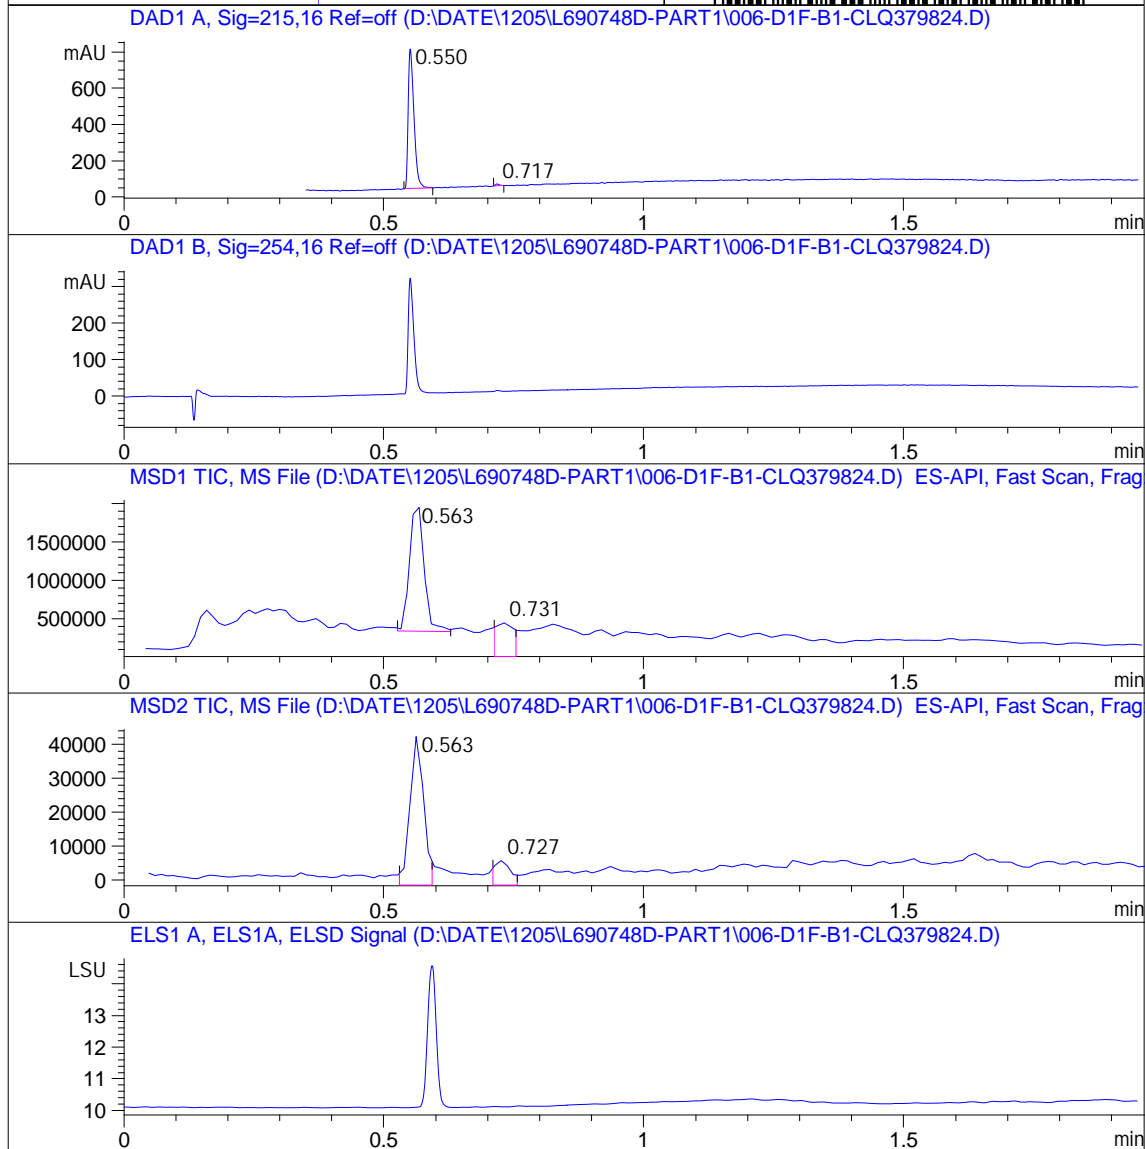 DAD1 A, Sig=215,16 Ref=off (D:\DATE\1205\L690748D-PART1\006-D1F-B1-CLQ379824.D)
mAU
0.550
600
400
0.717
200
0
0 0.5 1 1.5 min
DAD1 B, Sig=254,16 Ref=off (D:\DATE\1205\L690748D-PART1\006-D1F-B1-CLQ379824.D)
mAU
200
100
0
0 0.5 1 1.5 min
MSD1 TIC, MS File (D:\DATE\1205\L690748D-PART1\006-D1F-B1-CLQ379824.D) ES-API, Fast Scan, Frag
0.563
1500000
1000000
0.731
500000
0 0.5 1 1.5 min
MSD2 TIC, MS File (D:\DATE\1205\L690748D-PART1\006-D1F-B1-CLQ379824.D) ES-API, Fast Scan, Frag
40000
0.563
30000
20000
10000
0.727
0
0 0.5 1 1.5 min
ELS1 A, ELS1A, ELSD Signal (D:\DATE\1205\L690748D-PART1\006-D1F-B1-CLQ379824.D)
LSU
13
12
11
10
0 0.5 1 1.5 min